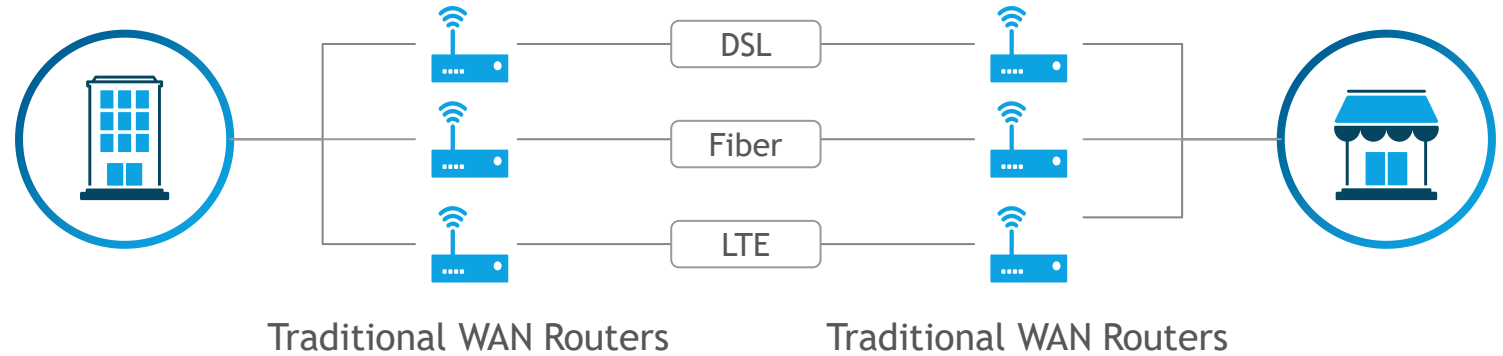 DSL
Fiber
LTE
Traditional WAN Routers
Traditional WAN Routers